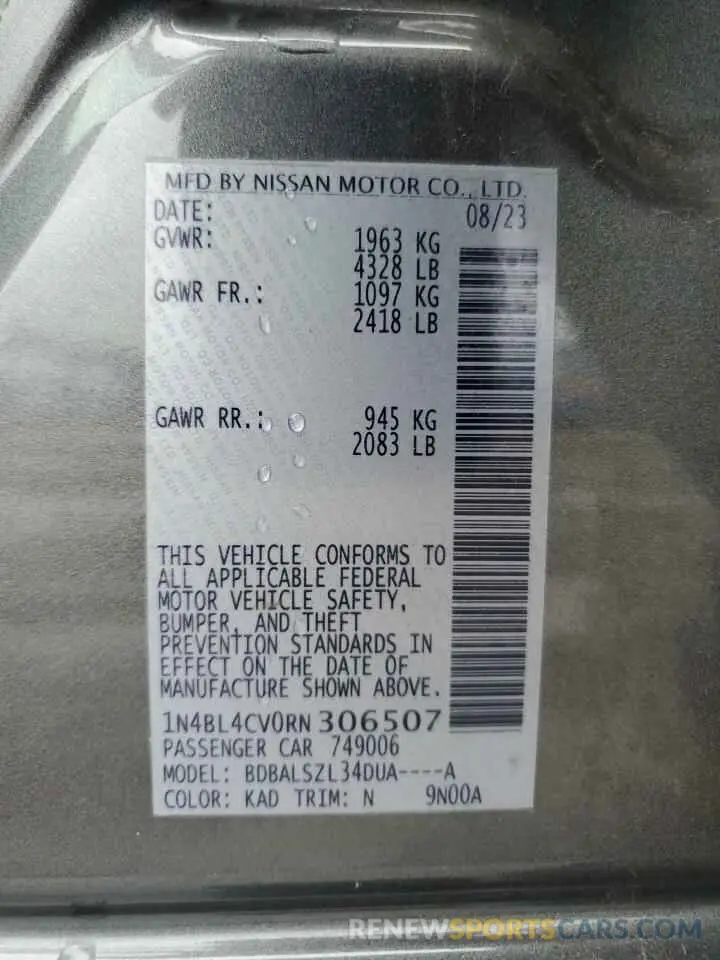 MFD BY NISSAN MOTOR CO., LTD.
DATE: 08/23
GVWR: 1963 KG
4328 LB
GAWR FR.: 1097 KG
2418 LB
GAWR RR.: 945 KG
2083 LB
THIS VEHICLE CONFORMS TO
ALL APPLICABLE FEDERAL
MOTOR VEHICLE SAFETY,
BUMPER, AND THEFT
PREVENTION STANDARDS IN
EFFECT ON THE DATE OF
MANUFACTURE SHOWN ABOVE.
1N4BL4CV0RN 306507
PASSENGER CAR 749006
MODEL: BDBALSZL34DUA----A
COLOR: KAD TRIM: N 9N00A
RENEWSPORTSCARS.COM